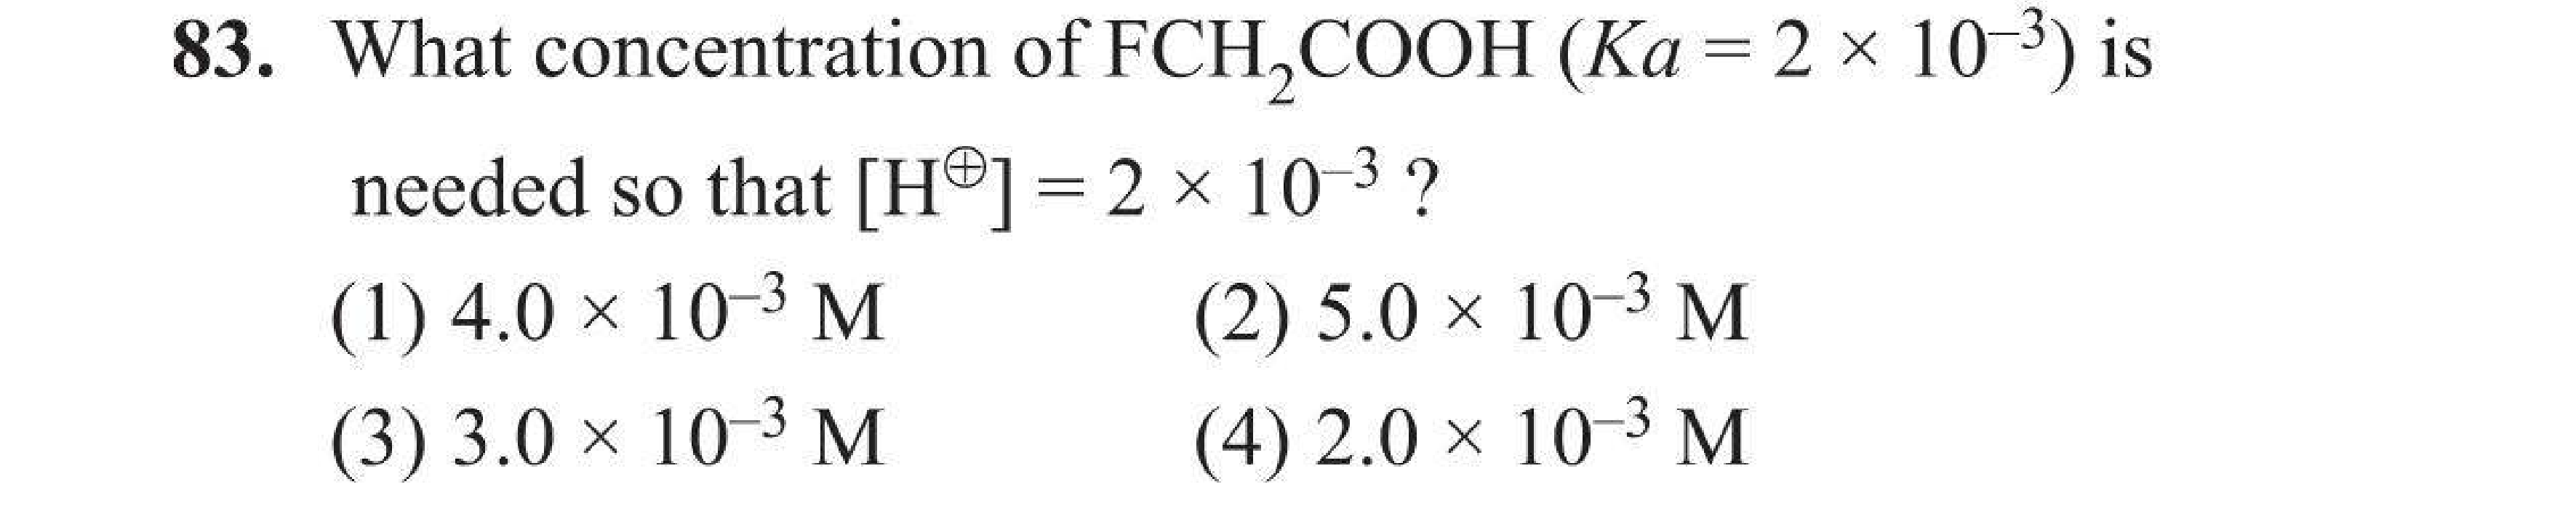 83. What concentration of FCH₂COOH (Ka = 2 × 10⁻³) is
needed so that [H⊕] = 2 × 10⁻³ ?
(1) 4.0 × 10⁻³ M (2) 5.0 × 10⁻³ M
(3) 3.0 × 10⁻³ M (4) 2.0 × 10⁻³ M